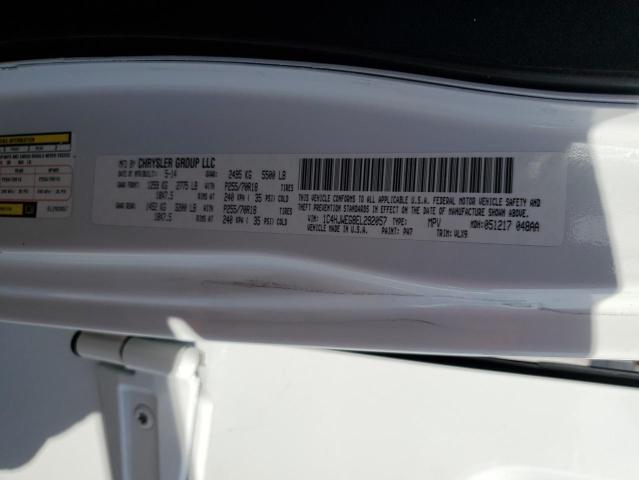 MFD BY CHRYSLER GROUP LLC
DATE OF MFR/BUILT: 5-14 GVWR: 2495 KG 5500 LB
GAWR FRONT: 1259 KG 2775 LB WITH P255/70R18 TIRES
18X7.5 RIMS AT 240 KPA ( 35 PSI) COLD
GAWR REAR: 1452 KG 3200 LB WITH P255/70R18 TIRES
18X7.5 RIMS AT 240 KPA ( 35 PSI) COLD
THIS VEHICLE CONFORMS TO ALL APPLICABLE U.S.A. FEDERAL MOTOR VEHICLE SAFETY AND
THEFT PREVENTION STANDARDS IN EFFECT ON THE DATE OF MANUFACTURE SHOWN ABOVE.
VIN: 1C4HJWEG8EL292057 TYPE: MPV MDH: 051217 048AA
VEHICLE MADE IN U.S.A. PAINT: PW7 TRIM: VLX9